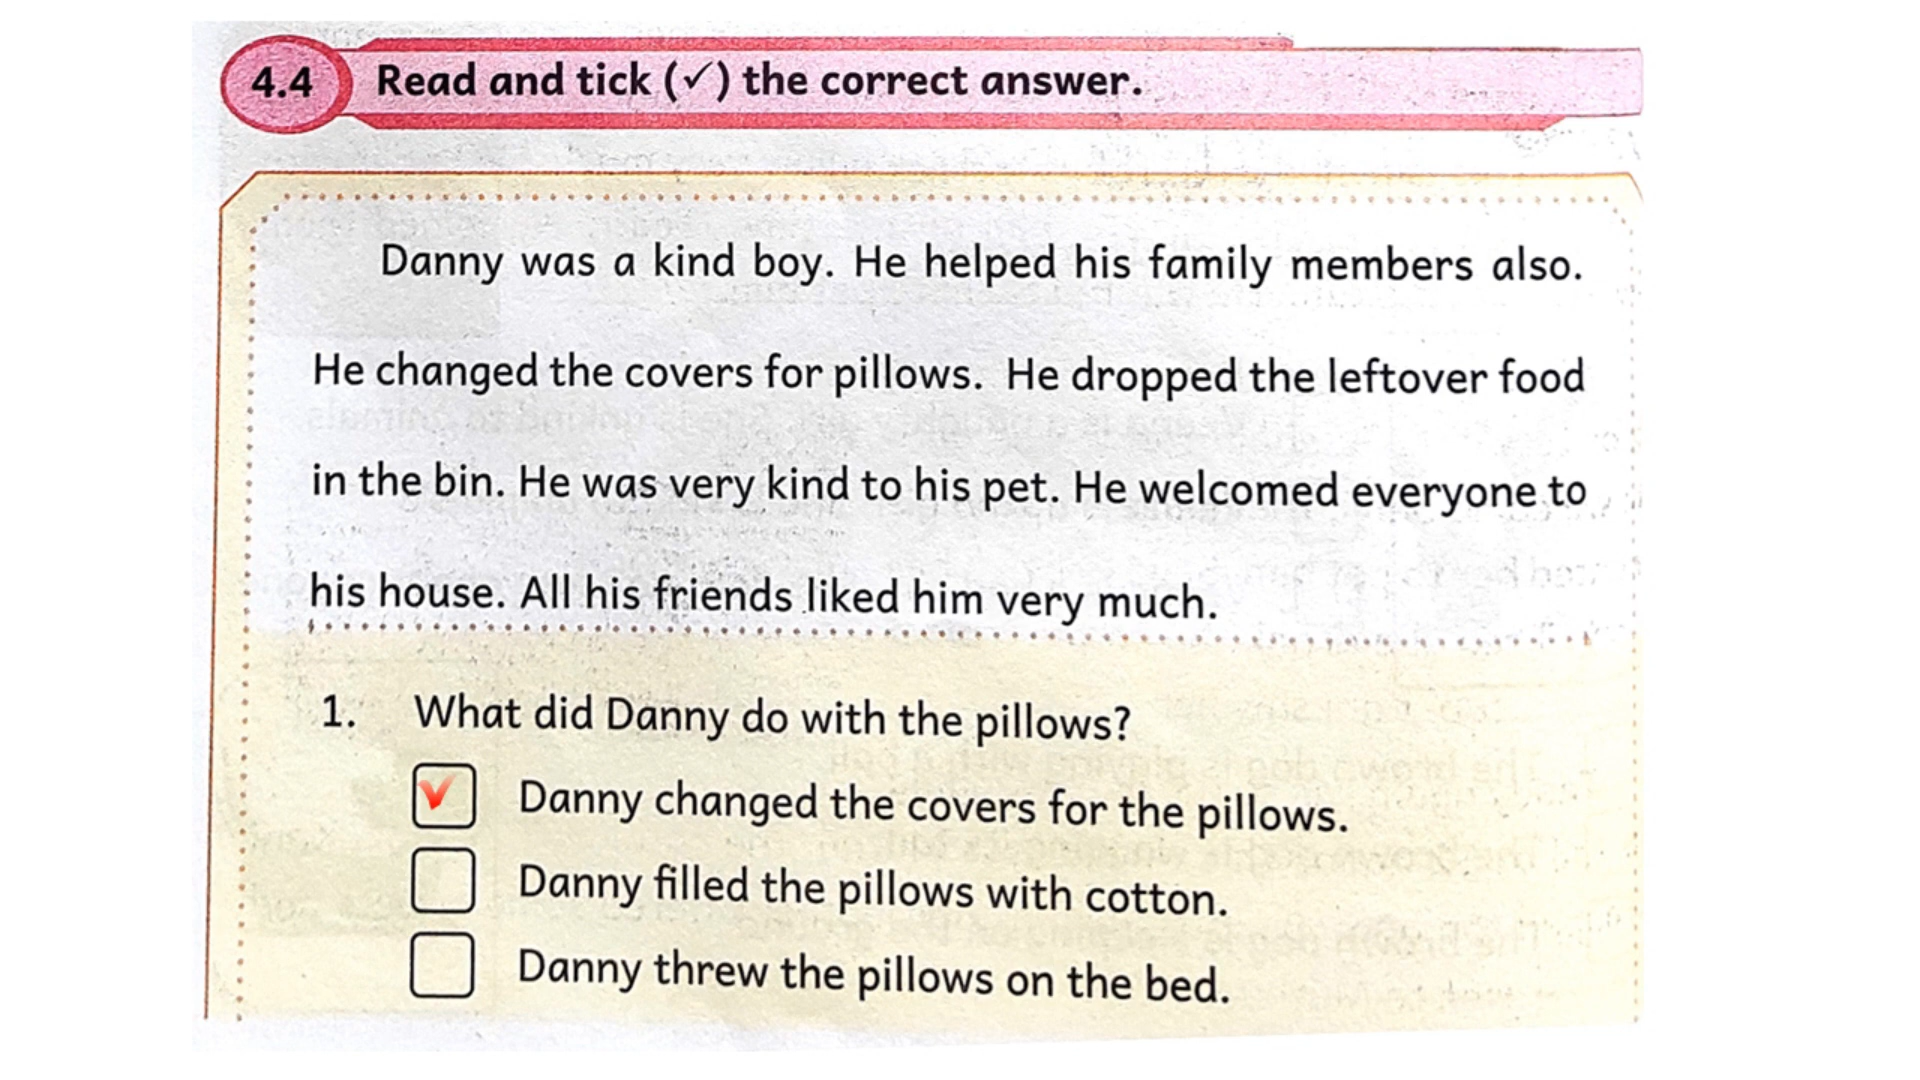 4.4 Read and tick (✓) the correct answer.
Danny was a kind boy. He helped his family members also.
He changed the covers for pillows. He dropped the leftover food
in the bin. He was very kind to his pet. He welcomed everyone to
his house. All his friends liked him very much.
1. What did Danny do with the pillows?
Danny changed the covers for the pillows.
Danny filled the pillows with cotton.
Danny threw the pillows on the bed.